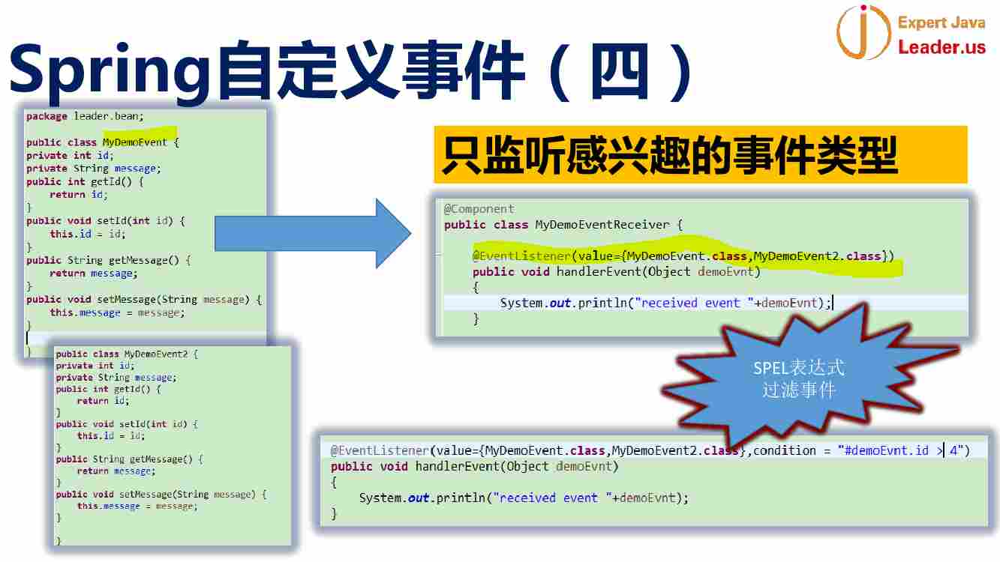 Expert Java
Leader.us
Spring自定义事件（四）
package leader.bean;
public class MyDemoEvent {
private int id;
private String message;
public int getId() {
return id;
}
public void setId(int id) {
this.id = id;
}
public String getMessage() {
return message;
}
public void setMessage(String message) {
this.message = message;
}
}
public class MyDemoEvent2 {
private int id;
private String message;
public int getId() {
return id;
}
public void setId(int id) {
this.id = id;
}
public String getMessage() {
return message;
}
public void setMessage(String message) {
this.message = message;
}
}
只监听感兴趣的事件类型
@Component
public class MyDemoEventReceiver {
@EventListener(value={MyDemoEvent.class,MyDemoEvent2.class})
public void handlerEvent(Object demoEvnt)
{
System.out.println("received event "+demoEvnt);
}
SPEL表达式
过滤事件
@EventListener(value={MyDemoEvent.class,MyDemoEvent2.class},condition = "#demoEvnt.id > 4")
public void handlerEvent(Object demoEvnt)
{
System.out.println("received event "+demoEvnt);
}